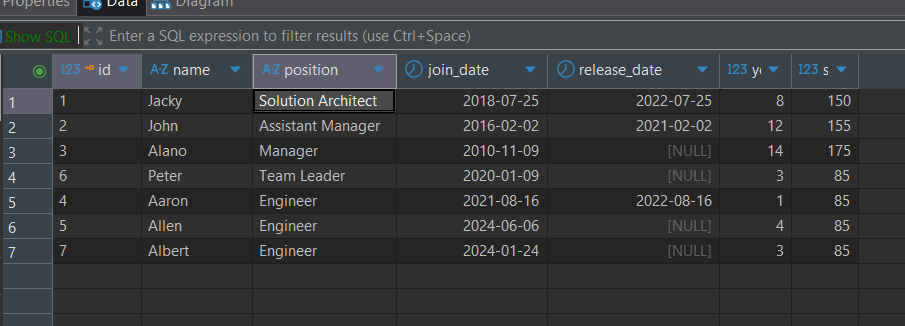 Properties Data Diagram
Show SQL Enter a SQL expression to filter results (use Ctrl+Space)
123 id A-Z name A-Z position join_date release_date 123 ye 123 s
1 1 Jacky Solution Architect 2018-07-25 2022-07-25 8 150
2 2 John Assistant Manager 2016-02-02 2021-02-02 12 155
3 3 Alano Manager 2010-11-09 [NULL] 14 175
4 6 Peter Team Leader 2020-01-09 [NULL] 3 85
5 4 Aaron Engineer 2021-08-16 2022-08-16 1 85
6 5 Allen Engineer 2024-06-06 [NULL] 4 85
7 7 Albert Engineer 2024-01-24 [NULL] 3 85